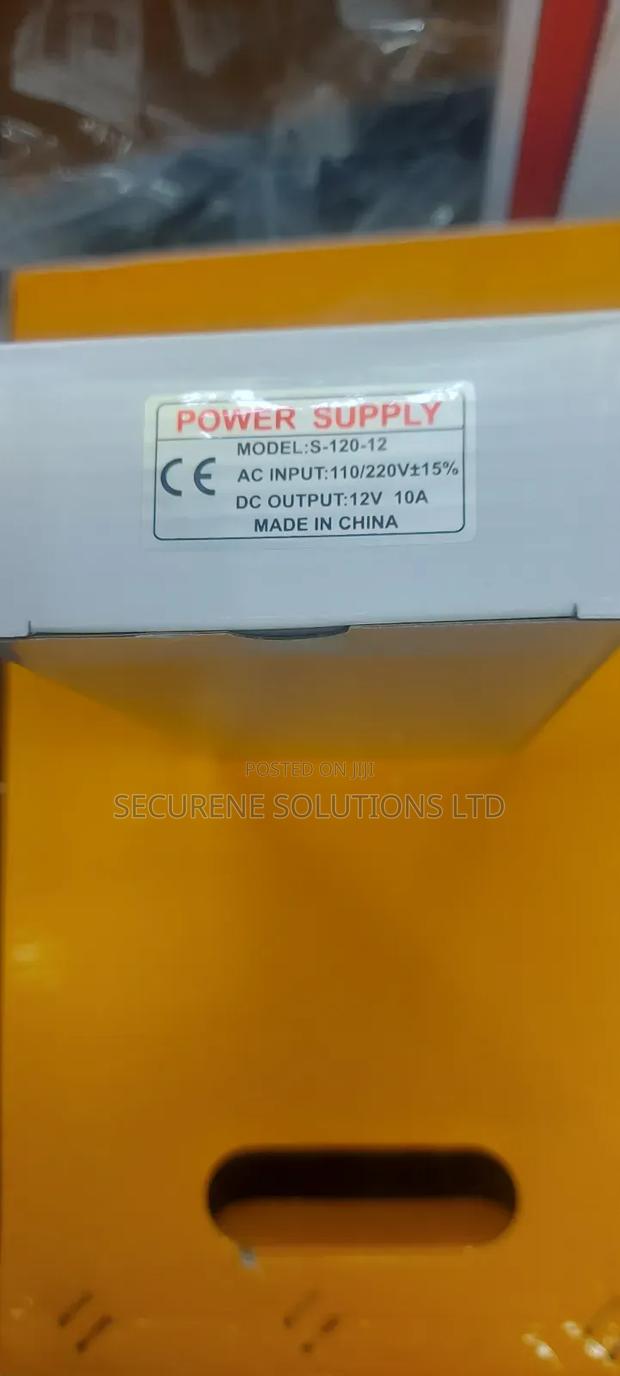 POWER SUPPLY
MODEL:S-120-12
CE
AC INPUT:110/220V±15%
DC OUTPUT:12V 10A
MADE IN CHINA
POSTED ON JIJI
SECURENE SOLUTIONS LTD